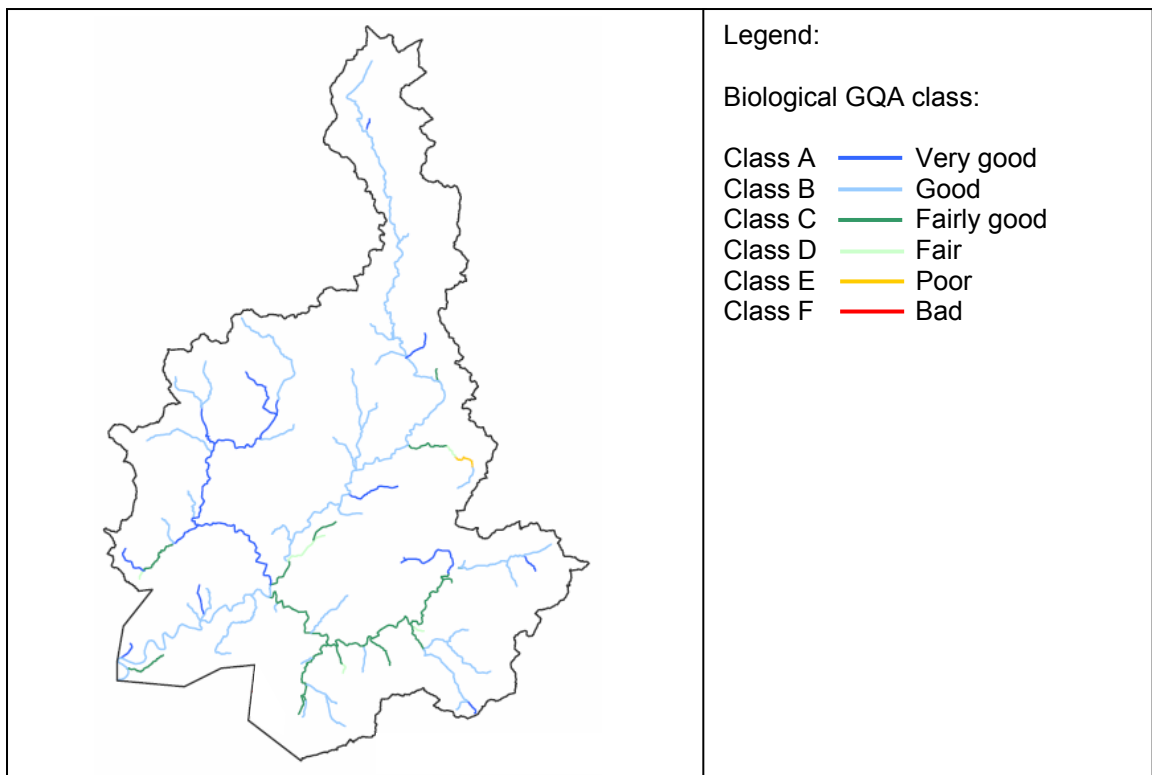 Legend:
Biological GQA class:
Class A Very good
Class B Good
Class C Fairly good
Class D Fair
Class E Poor
Class F Bad